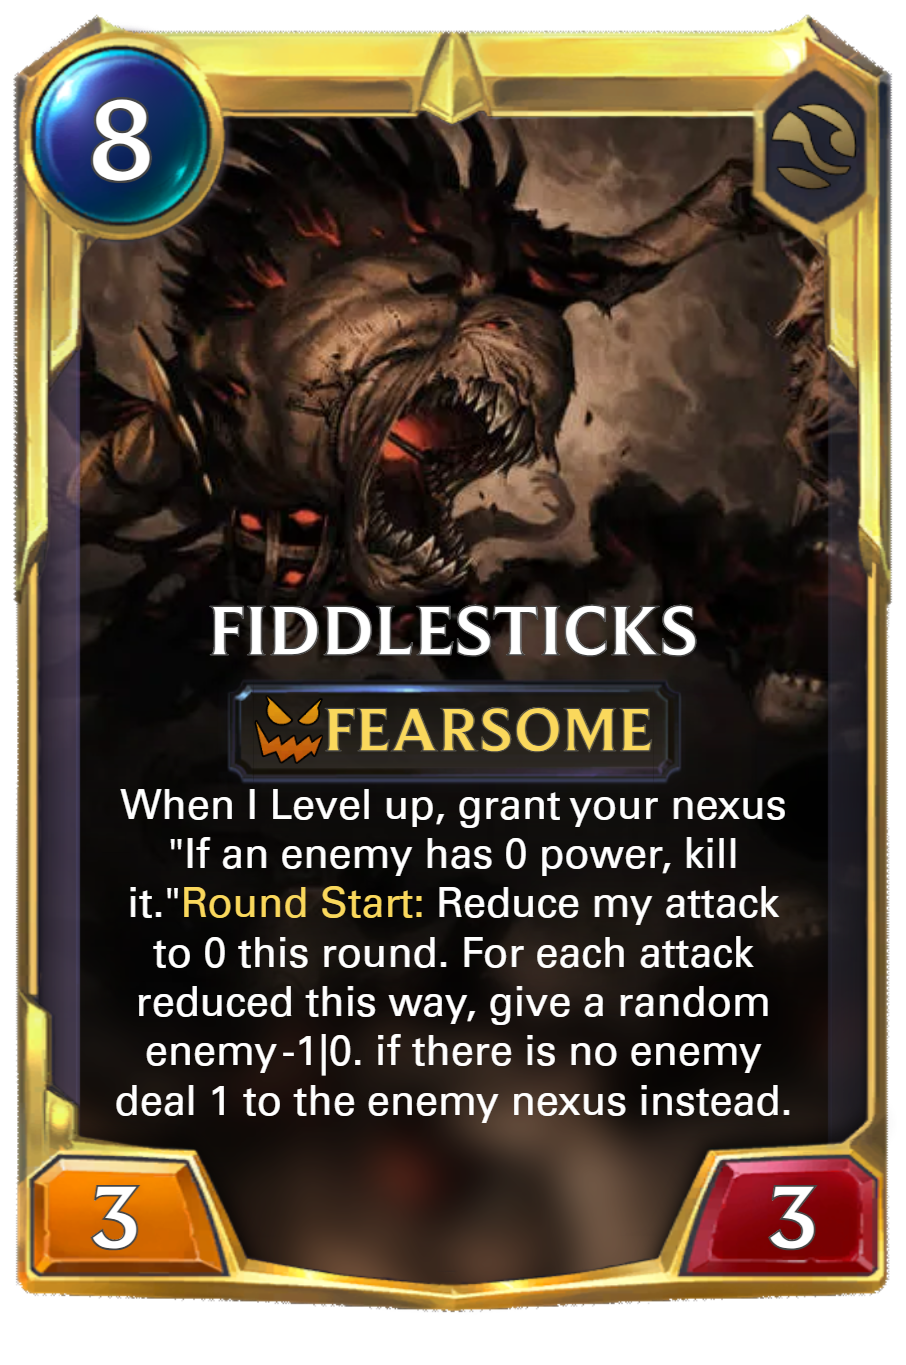 8
FIDDLESTICKS
FEARSOME
When I Level up, grant your nexus
"If an enemy has 0 power, kill
it."Round Start: Reduce my attack
to 0 this round. For each attack
reduced this way, give a random
enemy -1|0. if there is no enemy
deal 1 to the enemy nexus instead.
3
3